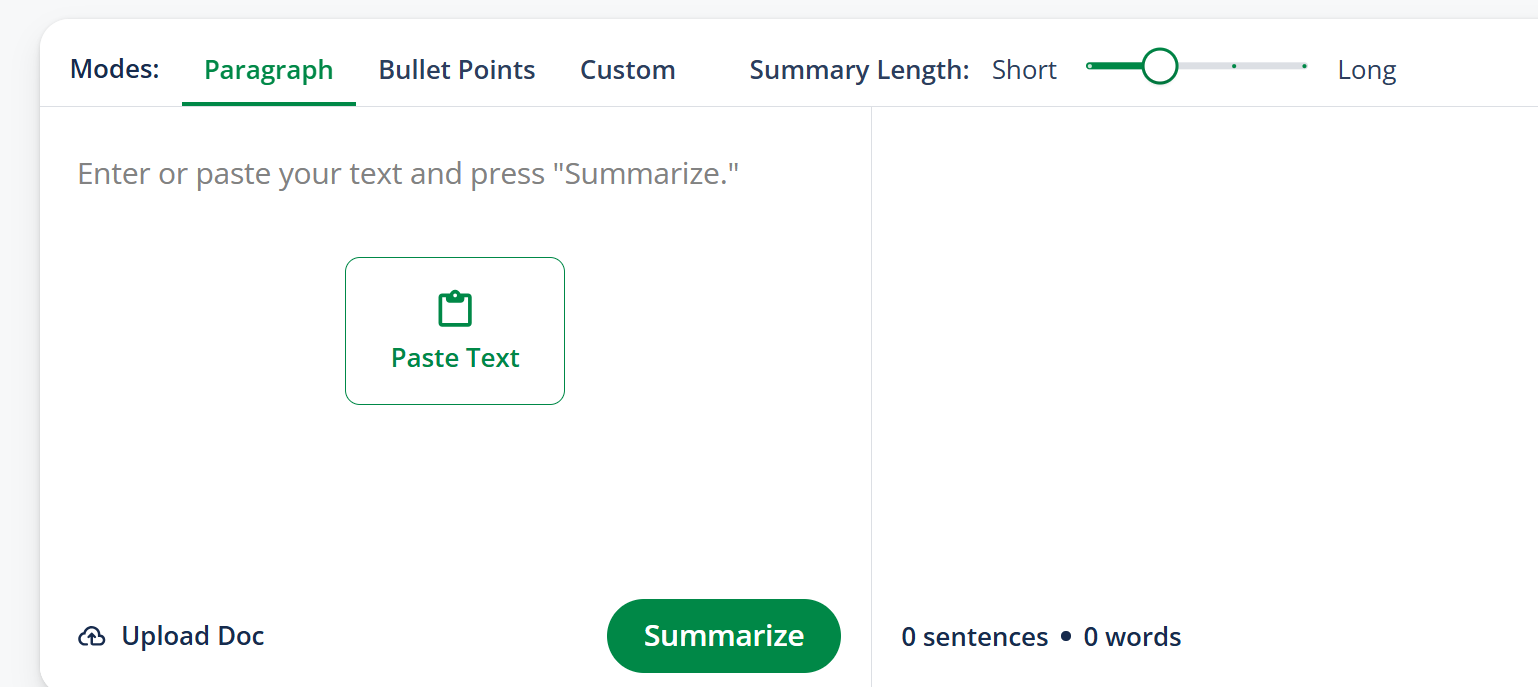 Modes: Paragraph Bullet Points Custom Summary Length: Short Long
Enter or paste your text and press "Summarize."
Paste Text
Upload Doc Summarize 0 sentences • 0 words